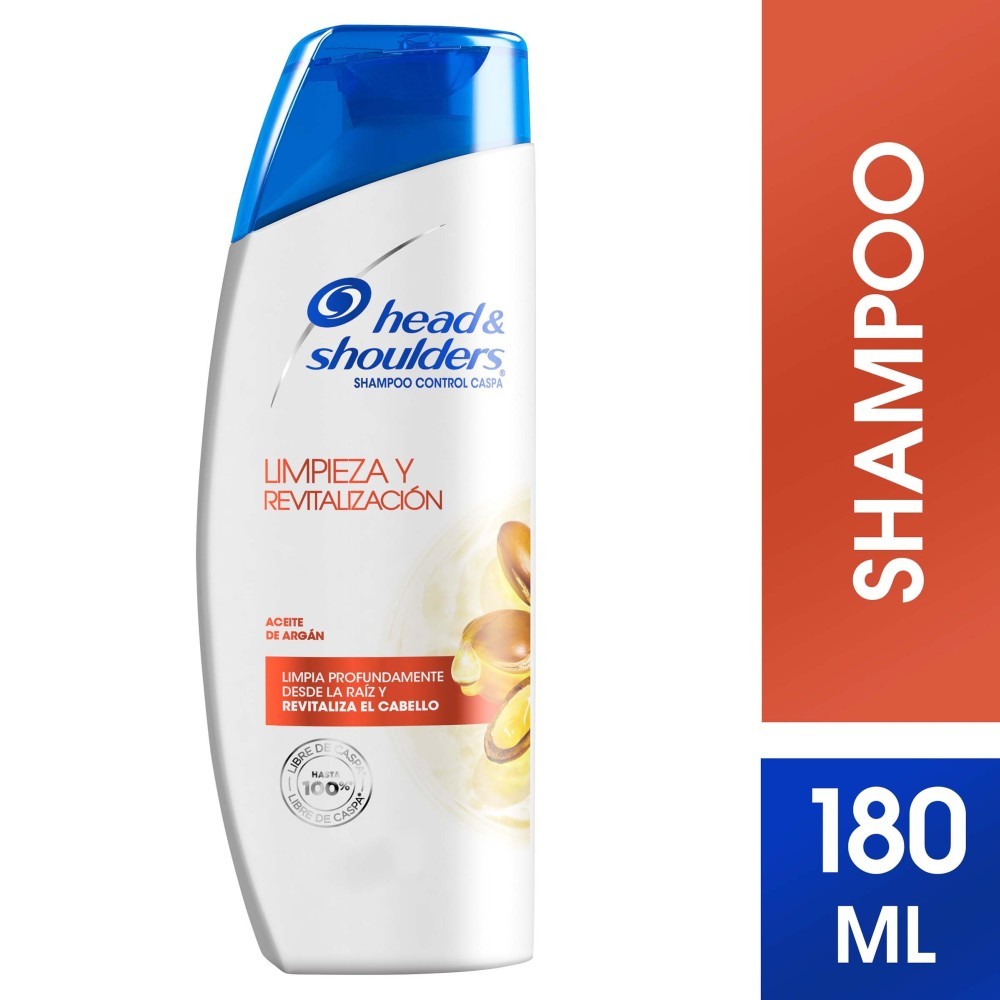 head &
shoulders®
SHAMPOO CONTROL CASPA
LIMPIEZA Y
REVITALIZACIÓN
ACEITE
DE ARGÁN
LIMPIA PROFUNDAMENTE
DESDE LA RAÍZ Y
REVITALIZA EL CABELLO
LIBRE DE CASPA*
HASTA
100%*
LIBRE DE CASPA*
SHAMPOO
180
ML